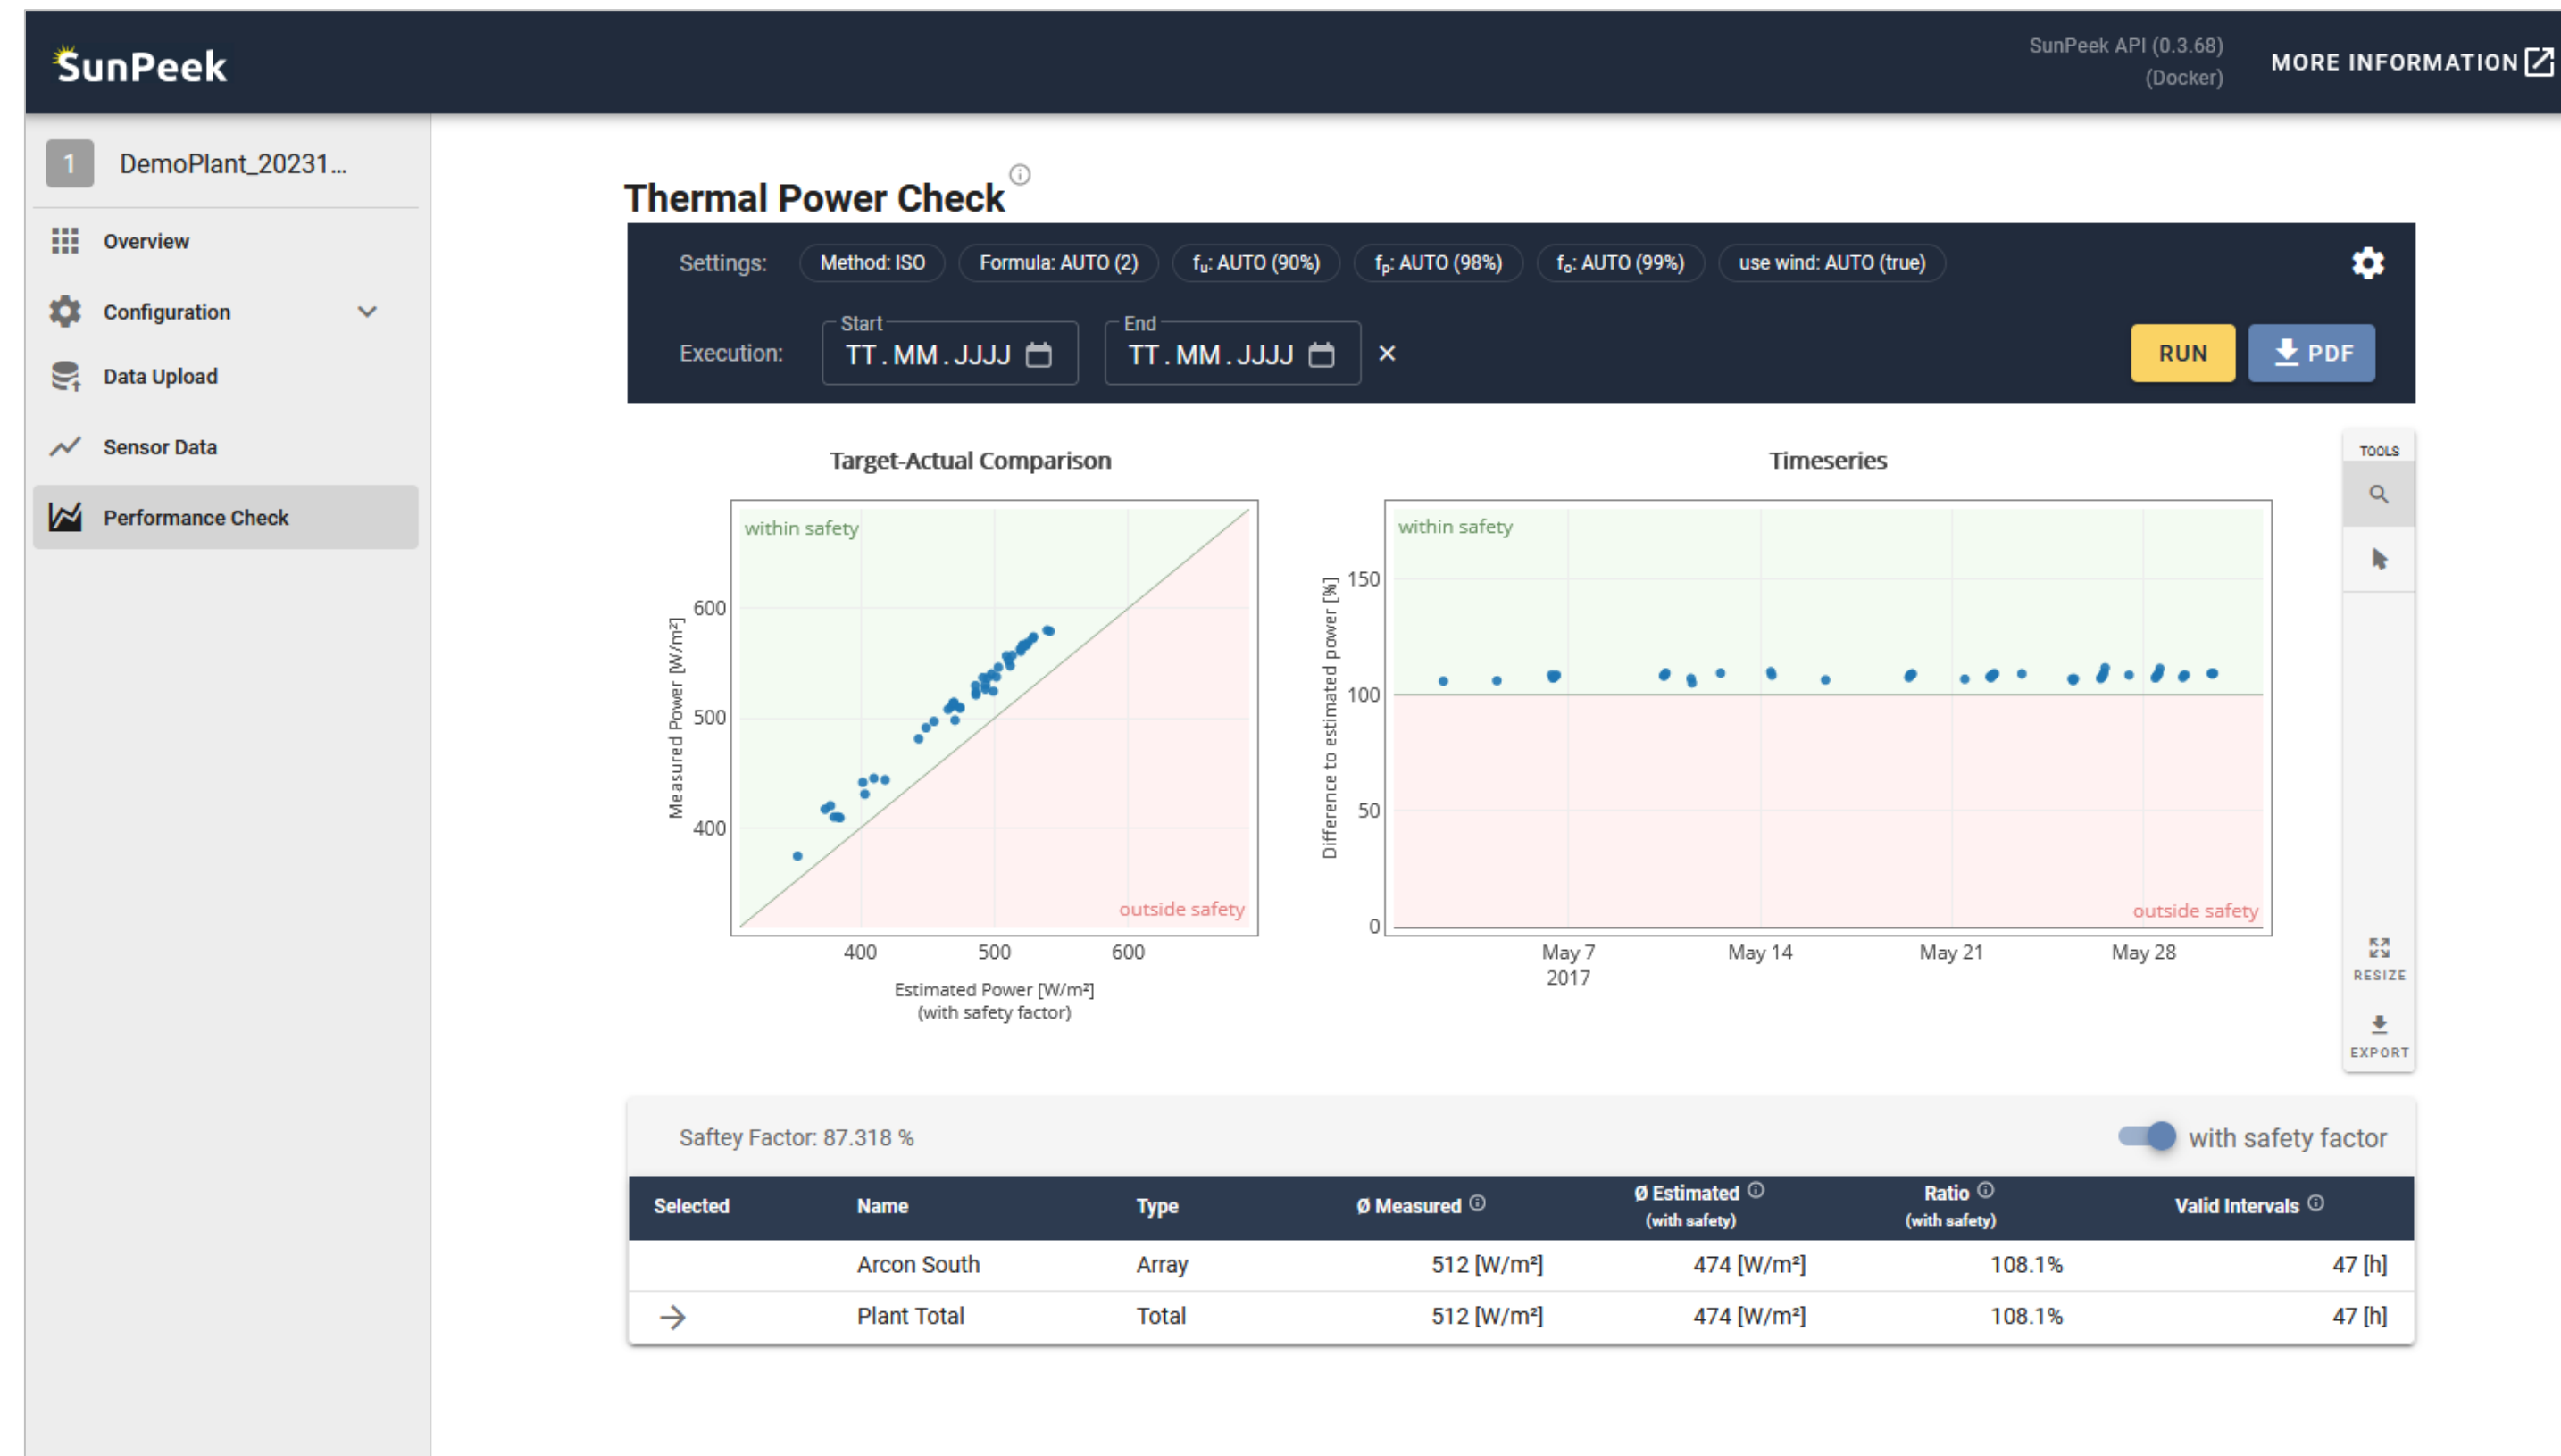 SunPeek
SunPeek API (0.3.68)
(Docker)
MORE INFORMATION
1
DemoPlant_20231...
Overview
Configuration
Data Upload
Sensor Data
Performance Check
Thermal Power Check
Settings:
Method: ISO
Formula: AUTO (2)
fu: AUTO (90%)
fp: AUTO (98%)
fo: AUTO (99%)
use wind: AUTO (true)
Execution:
Start
TT.MM.JJJJ
End
TT.MM.JJJJ
RUN
PDF
Target-Actual Comparison
within safety
outside safety
Measured Power [W/m²]
600
500
400
400
500
600
Estimated Power [W/m²]
(with safety factor)
Timeseries
within safety
outside safety
Difference to estimated power [%]
150
100
50
0
May 7
2017
May 14
May 21
May 28
TOOLS
RESIZE
EXPORT
Saftey Factor: 87.318 %
with safety factor
Selected
Name
Type
Ø Measured
Ø Estimated
(with safety)
Ratio
(with safety)
Valid Intervals
Arcon South
Array
512 [W/m²]
474 [W/m²]
108.1%
47 [h]
Plant Total
Total
512 [W/m²]
474 [W/m²]
108.1%
47 [h]